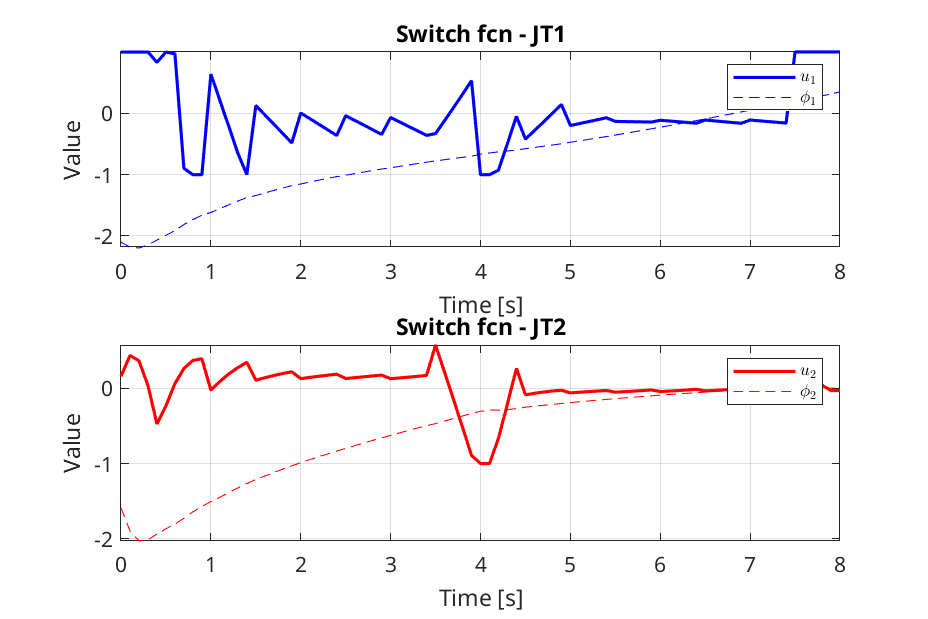 Switch fcn - JT1
u₁
ϕ₁
Value
0
-1
-2
0 1 2 3 4 5 6 7 8
Time [s]
Switch fcn - JT2
u₂
ϕ₂
Value
0
-1
-2
0 1 2 3 4 5 6 7 8
Time [s]